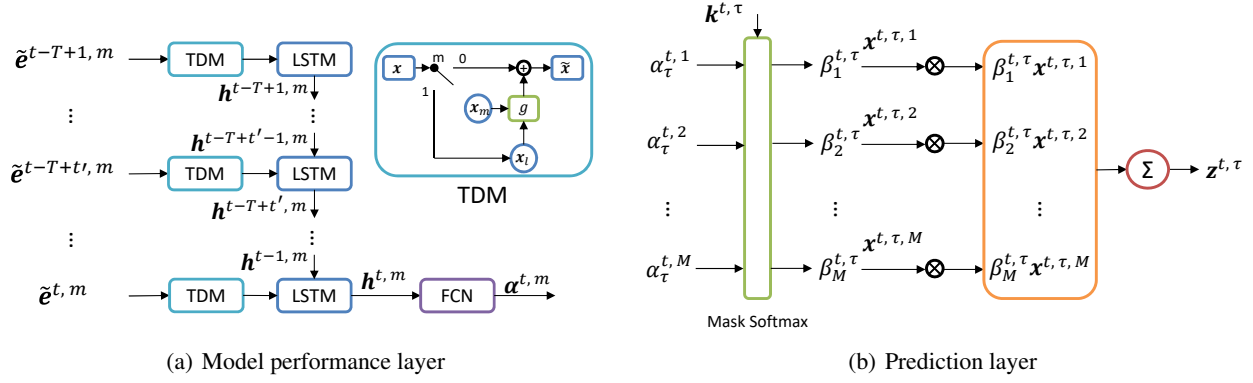 ẽ^{t−T+1, m} TDM LSTM
h^{t−T+1, m}
⋮ ⋮
h^{t−T+t′−1, m}
ẽ^{t−T+t′, m} TDM LSTM
h^{t−T+t′, m}
⋮ ⋮
h^{t−1, m}
ẽ^{t, m} TDM LSTM h^{t,m} FCN α^{t,m}
x m 0 + x̃
1 x_m g
x_l
TDM
(a) Model performance layer
k^{t,τ}
α_τ^{t,1} β_1^{t,τ} x^{t,τ,1} ⊗ β_1^{t,τ} x^{t,τ,1}
α_τ^{t,2} β_2^{t,τ} x^{t,τ,2} ⊗ β_2^{t,τ} x^{t,τ,2}
Σ z^{t,τ}
⋮ ⋮ ⋮
α_τ^{t,M} β_M^{t,τ} x^{t,τ,M} ⊗ β_M^{t,τ} x^{t,τ,M}
Mask Softmax
(b) Prediction layer